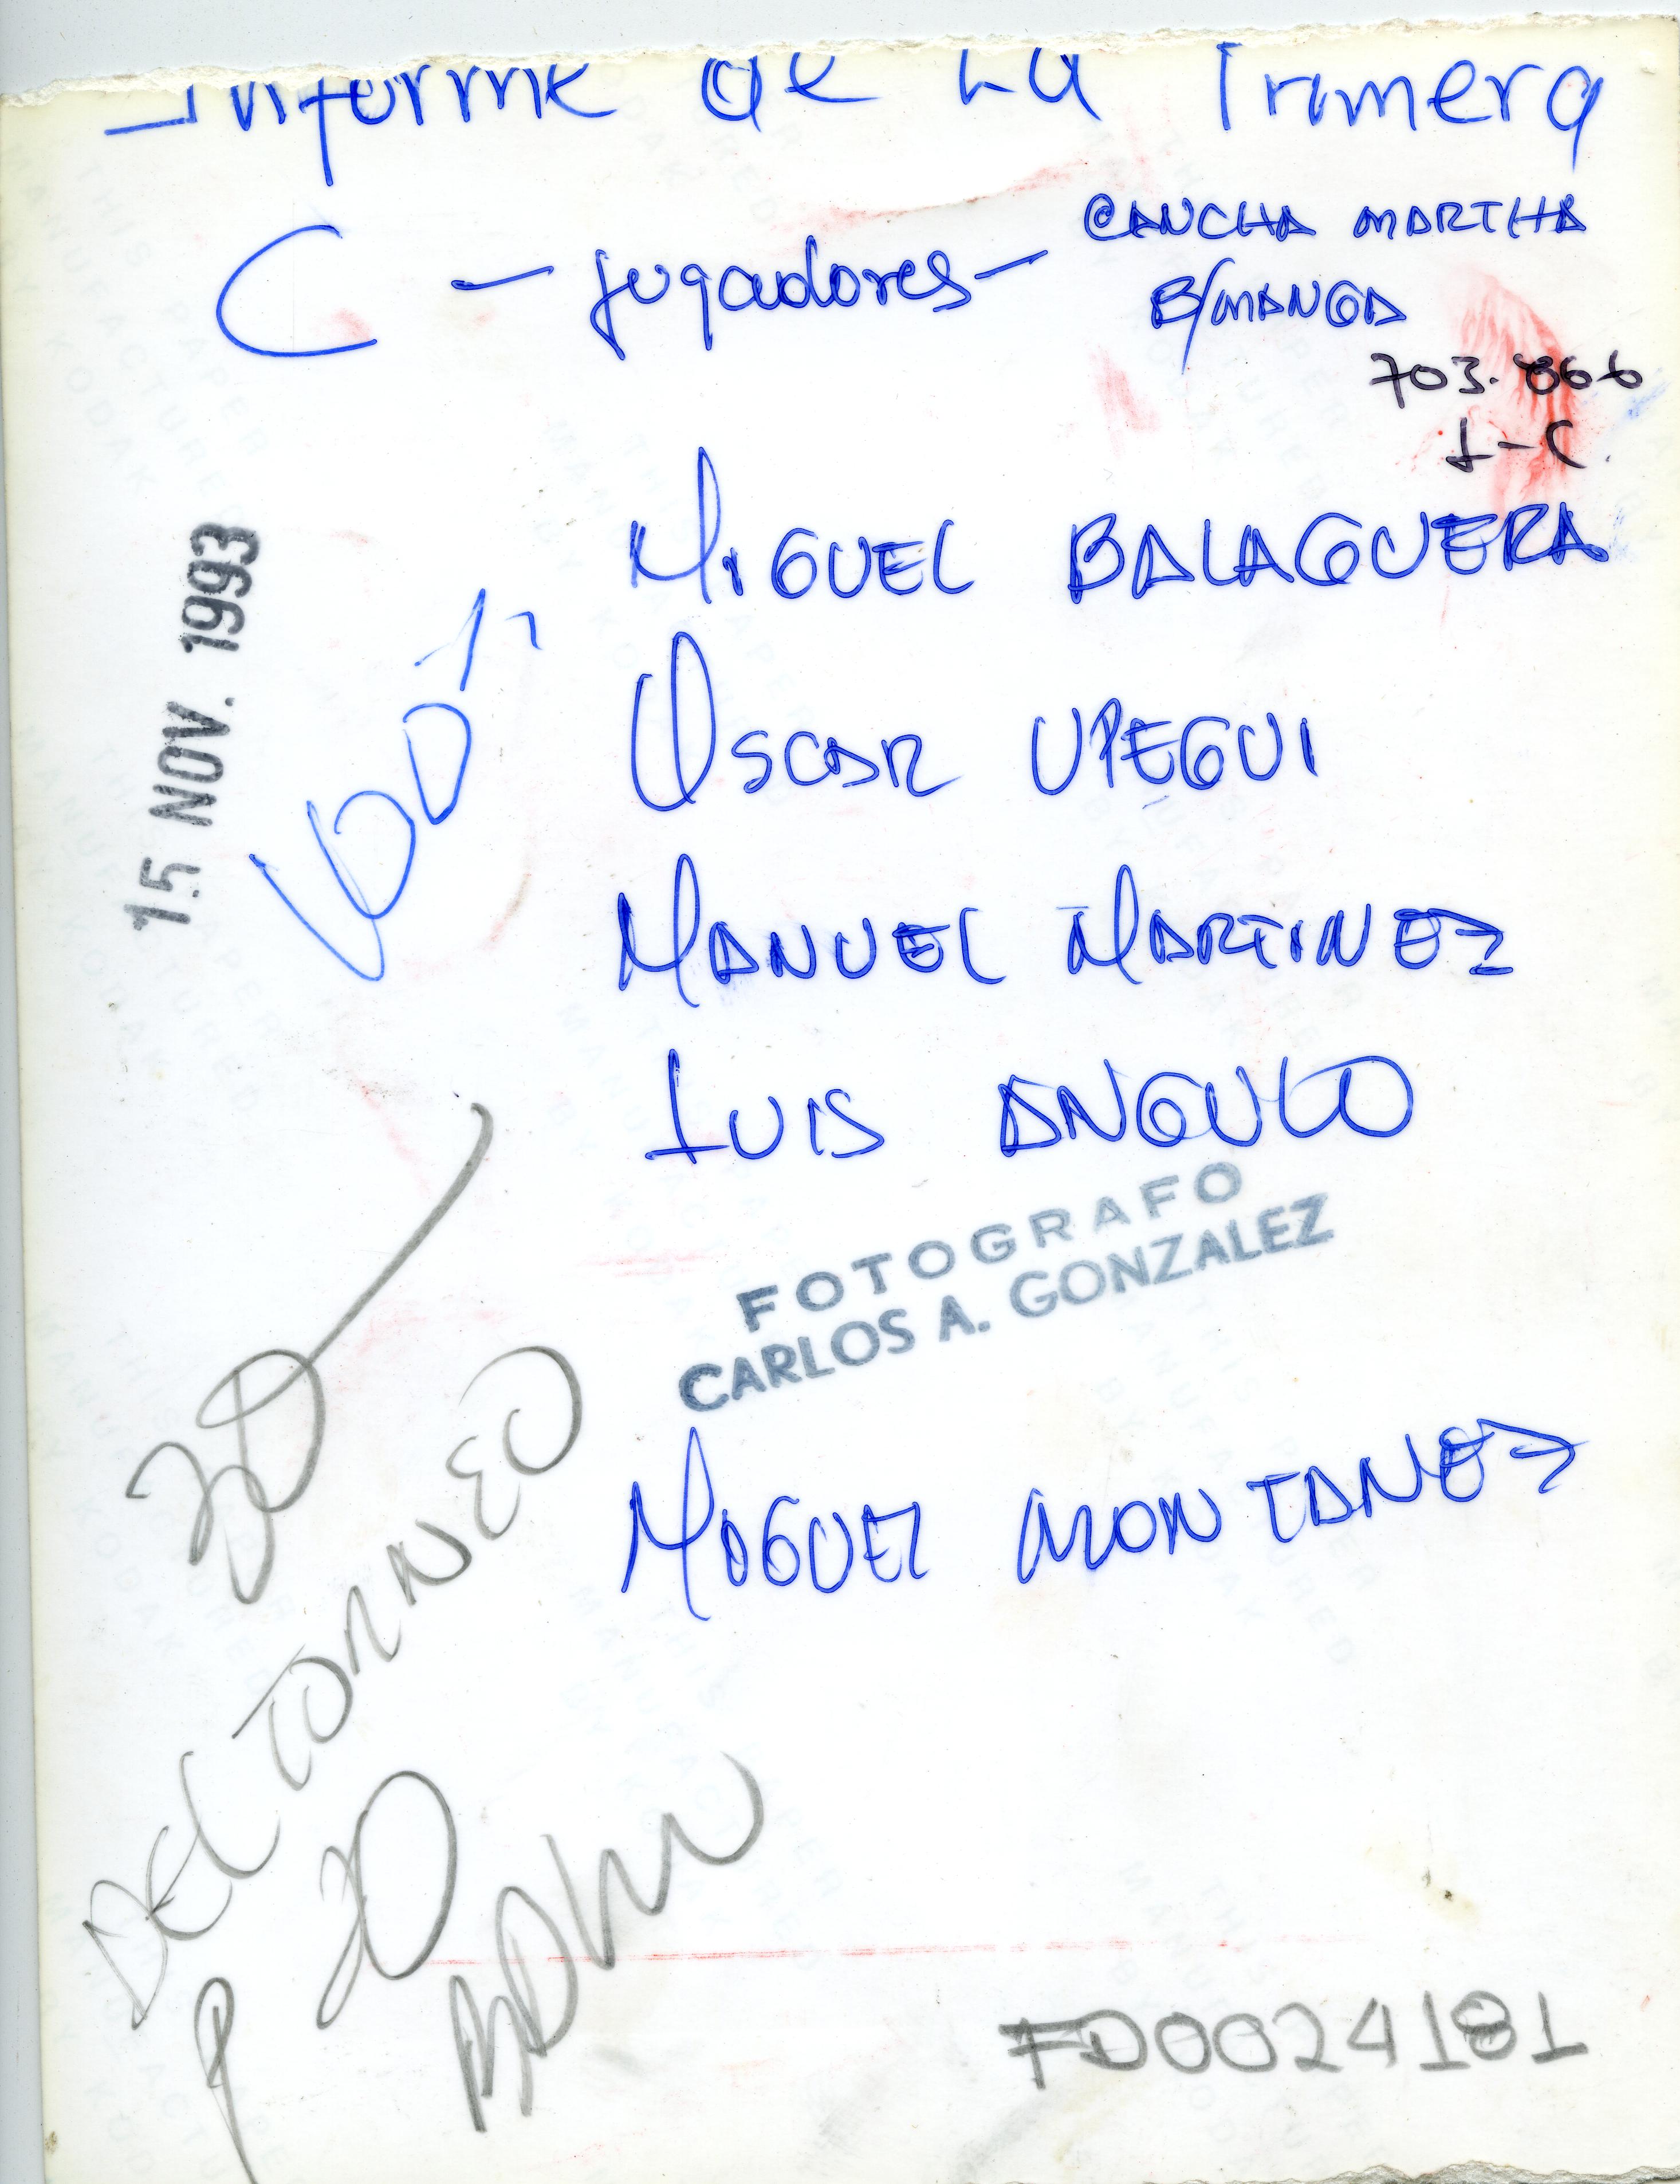 Informe de La Primera
C - jugadores -
CANCHA MARTHA
B/MANGA
703.866
L-C.
MIGUEL BALAGUERA
OSCAR UPEGUI
MANUEL MARTINEZ
LUIS ANGULO
FOTOGRAFO
CARLOS A. GONZALEZ
MIGUEL MONTANEZ
15 NOV. 1993
DEL TORNEO
P 20
FD0024181